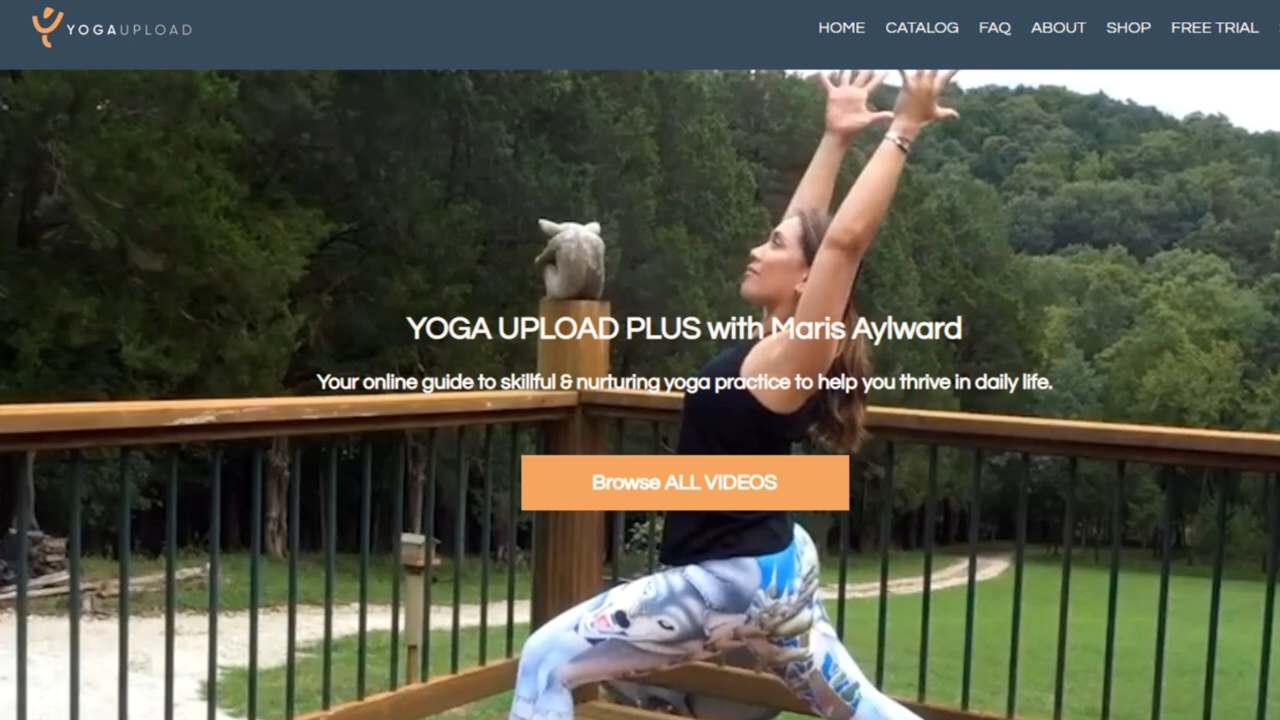 YOGAUPLOAD
HOME CATALOG FAQ ABOUT SHOP FREE TRIAL
YOGA UPLOAD PLUS with Maris Aylward
Your online guide to skillful & nurturing yoga practice to help you thrive in daily life.
Browse ALL VIDEOS